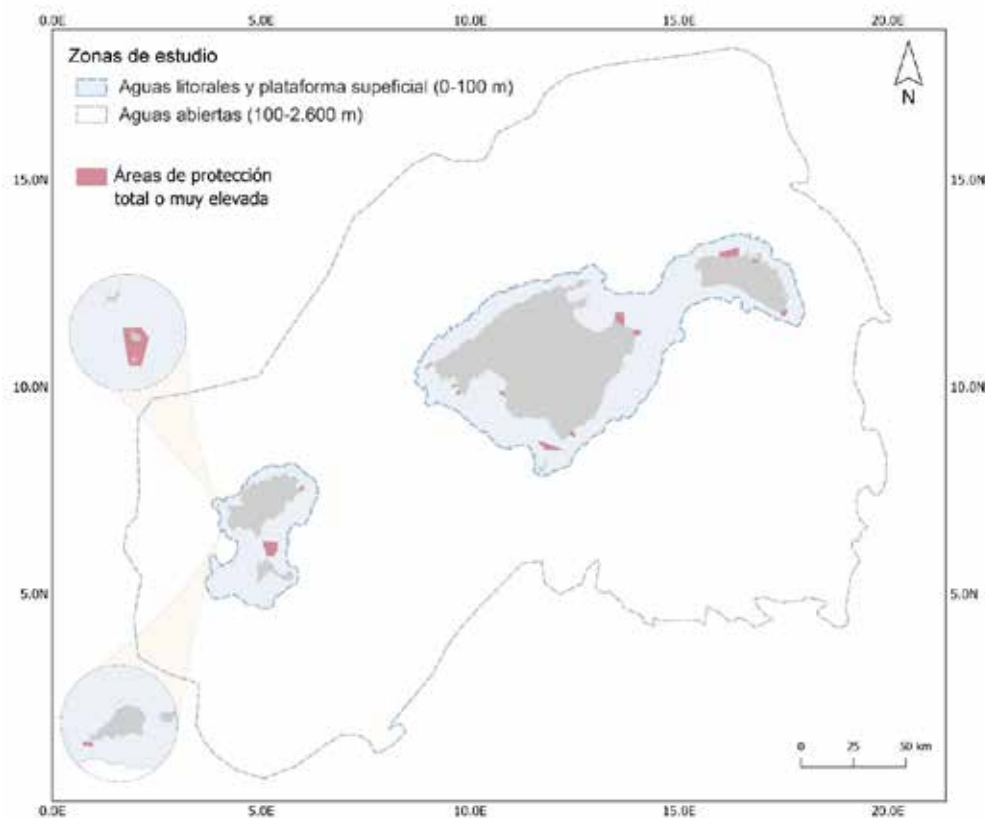 0.0E 5.0E 10.0E 15.0E 20.0E
Zonas de estudio
Aguas litorales y plataforma supeficial (0-100 m)
Aguas abiertas (100-2.600 m)
N
Áreas de protección
total o muy elevada
15.0N 15.0N
10.0N 10.0N
5.0N 5.0N
0 25 50 km
0.0E 5.0E 10.0E 15.0E 20.0E